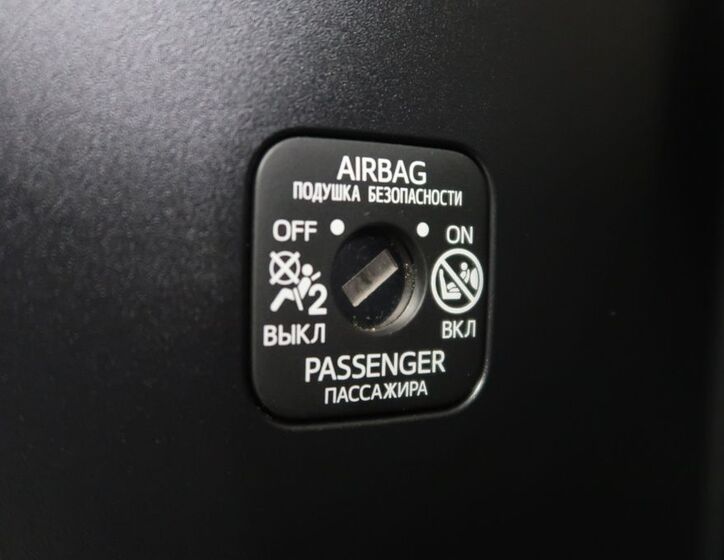 AIRBAG
ПОДУШКА БЕЗОПАСНОСТИ
OFF ON
2
ВЫКЛ ВКЛ
PASSENGER
ПАССАЖИРА